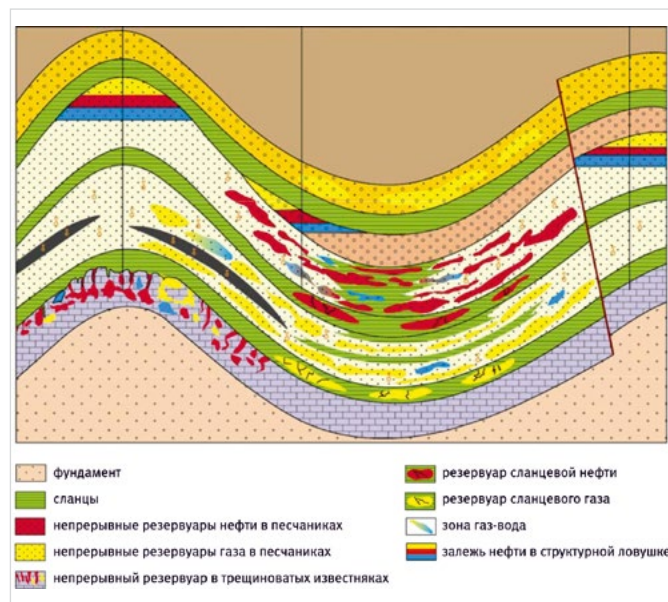 фундамент
сланцы
непрерывные резервуары нефти в песчаниках
непрерывные резервуары газа в песчаниках
непрерывный резервуар в трещиноватых известняках
резервуар сланцевой нефти
резервуар сланцевого газа
зона газ-вода
залежь нефти в структурной ловушке